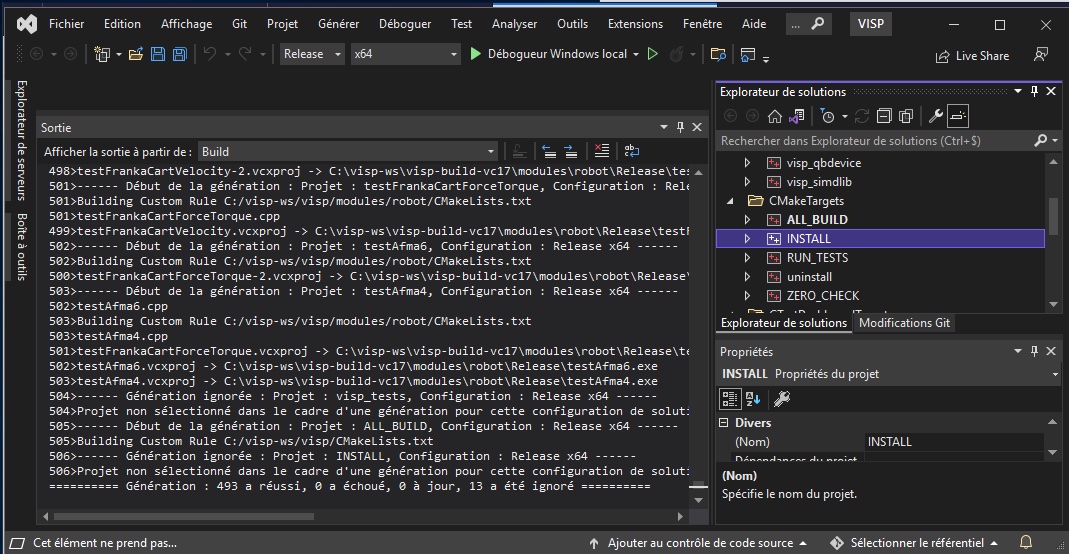 Fichier Edition Affichage Git Projet Générer Déboguer Test Analyser Outils Extensions Fenêtre Aide ... VISP
Release x64 Débogueur Windows local Live Share
Explorateur de serveurs
Boîte à outils
Sortie
Afficher la sortie à partir de : Build
498>testFrankaCartVelocity-2.vcxproj -> C:\visp-ws\visp-build-vc17\modules\robot\Release\tes
501>------ Début de la génération : Projet : testFrankaCartForceTorque, Configuration : Rele
501>Building Custom Rule C:/visp-ws/visp/modules/robot/CMakeLists.txt
501>testFrankaCartForceTorque.cpp
499>testFrankaCartVelocity.vcxproj -> C:\visp-ws\visp-build-vc17\modules\robot\Release\testF
502>------ Début de la génération : Projet : testAfma6, Configuration : Release x64 ------
502>Building Custom Rule C:/visp-ws/visp/modules/robot/CMakeLists.txt
500>testFrankaCartForceTorque-2.vcxproj -> C:\visp-ws\visp-build-vc17\modules\robot\Release\
503>------ Début de la génération : Projet : testAfma4, Configuration : Release x64 ------
502>testAfma6.cpp
503>Building Custom Rule C:/visp-ws/visp/modules/robot/CMakeLists.txt
503>testAfma4.cpp
501>testFrankaCartForceTorque.vcxproj -> C:\visp-ws\visp-build-vc17\modules\robot\Release\te
502>testAfma6.vcxproj -> C:\visp-ws\visp-build-vc17\modules\robot\Release\testAfma6.exe
503>testAfma4.vcxproj -> C:\visp-ws\visp-build-vc17\modules\robot\Release\testAfma4.exe
504>------ Génération ignorée : Projet : visp_tests, Configuration : Release x64 ------
504>Projet non sélectionné dans le cadre d'une génération pour cette configuration de soluti
505>------ Début de la génération : Projet : ALL_BUILD, Configuration : Release x64 ------
505>Building Custom Rule C:/visp-ws/visp/CMakeLists.txt
506>------ Génération ignorée : Projet : INSTALL, Configuration : Release x64 ------
506>Projet non sélectionné dans le cadre d'une génération pour cette configuration de soluti
========== Génération : 493 a réussi, 0 a échoué, 0 à jour, 13 a été ignoré ==========
Explorateur de solutions
Rechercher dans Explorateur de solutions (Ctrl+$)
visp_qbdevice
visp_simdlib
CMakeTargets
ALL_BUILD
INSTALL
RUN_TESTS
uninstall
ZERO_CHECK
Explorateur de solutions Modifications Git
Propriétés
INSTALL Propriétés du projet
Divers
(Nom) INSTALL
Dépendances du projet
(Nom)
Spécifie le nom du projet.
Cet élément ne prend pas... Ajouter au contrôle de code source Sélectionner le référentiel